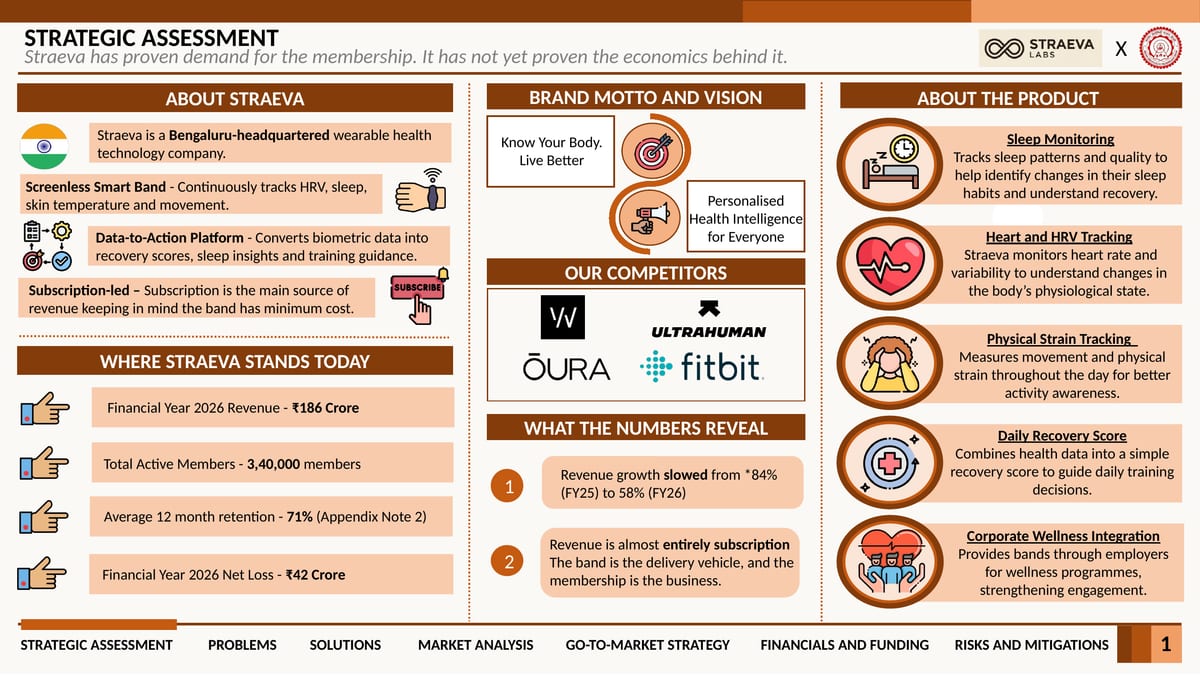 STRATEGIC ASSESSMENT
Straeva has proven demand for the membership. It has not yet proven the economics behind it.
STRAEVA
LABS
X
ABOUT STRAEVA
Straeva is a Bengaluru-headquartered wearable health
technology company.
Screenless Smart Band - Continuously tracks HRV, sleep,
skin temperature and movement.
Data-to-Action Platform - Converts biometric data into
recovery scores, sleep insights and training guidance.
Subscription-led – Subscription is the main source of
revenue keeping in mind the band has minimum cost.
SUBSCRIBE
WHERE STRAEVA STANDS TODAY
Financial Year 2026 Revenue - ₹186 Crore
Total Active Members - 3,40,000 members
Average 12 month retention - 71% (Appendix Note 2)
Financial Year 2026 Net Loss - ₹42 Crore
BRAND MOTTO AND VISION
Know Your Body.
Live Better
Personalised
Health Intelligence
for Everyone
OUR COMPETITORS
W
ULTRAHUMAN
ŌURA
fitbit.
WHAT THE NUMBERS REVEAL
1
Revenue growth slowed from *84%
(FY25) to 58% (FY26)
2
Revenue is almost entirely subscription
The band is the delivery vehicle, and the
membership is the business.
ABOUT THE PRODUCT
Sleep Monitoring
Tracks sleep patterns and quality to
help identify changes in their sleep
habits and understand recovery.
Heart and HRV Tracking
Straeva monitors heart rate and
variability to understand changes in
the body's physiological state.
Physical Strain Tracking
Measures movement and physical
strain throughout the day for better
activity awareness.
Daily Recovery Score
Combines health data into a simple
recovery score to guide daily training
decisions.
Corporate Wellness Integration
Provides bands through employers
for wellness programmes,
strengthening engagement.
STRATEGIC ASSESSMENT
PROBLEMS
SOLUTIONS
MARKET ANALYSIS
GO-TO-MARKET STRATEGY
FINANCIALS AND FUNDING
RISKS AND MITIGATIONS
1